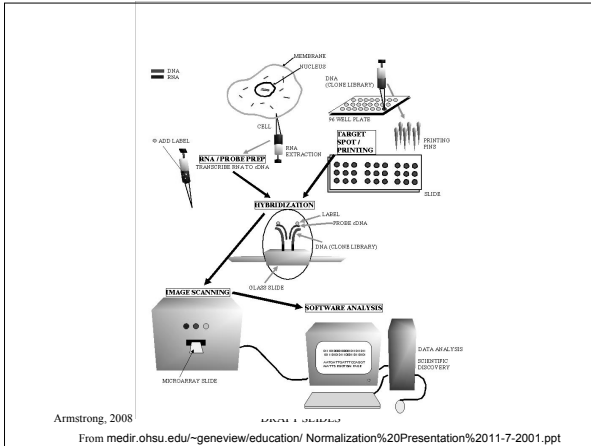 MEMBRANE
NUCLEUS
DNA
RNA
DNA
(CLONE LIBRARY)
96 WELL PLATE
CELL
TARGET
SPOT /
PRINTING
PRINTING
PINS
ADD LABEL
RNA
EXTRACTION
RNA / PROBE PREP
TRANSCRIBE RNA TO cDNA
SLIDE
HYBRIDIZATION
LABEL
PROBE cDNA
DNA (CLONE LIBRARY)
GLASS SLIDE
IMAGE SCANNING
SOFTWARE ANALYSIS
DATA ANALYSIS
SCIENTIFIC
DISCOVERY
MICROARRAY SLIDE
Armstrong, 2008
DRAFT SLIDES
From medir.ohsu.edu/~geneview/education/ Normalization%20Presentation%2011-7-2001.ppt